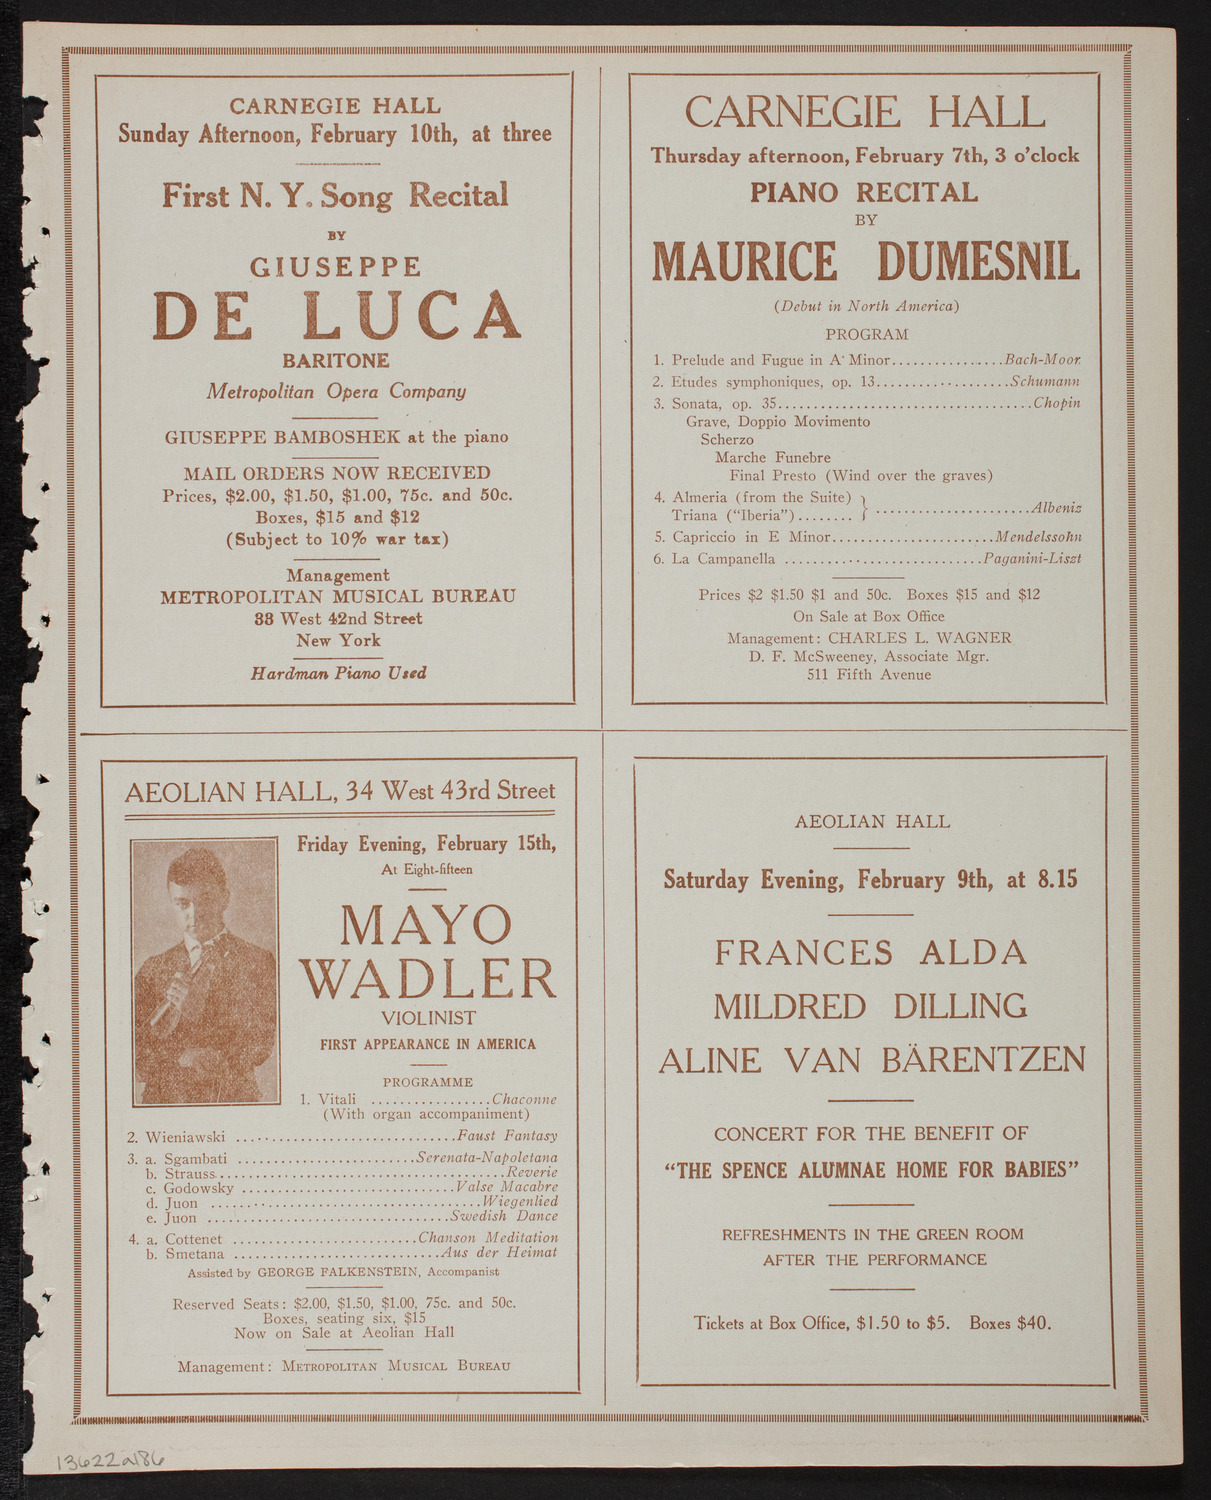 CARNEGIE HALL
Sunday Afternoon, February 10th, at three
First N. Y. Song Recital
BY
GIUSEPPE
DE LUCA
BARITONE
Metropolitan Opera Company
GIUSEPPE BAMBOSHEK at the piano
MAIL ORDERS NOW RECEIVED
Prices, $2.00, $1.50, $1.00, 75c. and 50c.
Boxes, $15 and $12
(Subject to 10% war tax)
Management
METROPOLITAN MUSICAL BUREAU
33 West 42nd Street
New York
Hardman Piano Used
CARNEGIE HALL
Thursday afternoon, February 7th, 3 o'clock
PIANO RECITAL
BY
MAURICE DUMESNIL
(Debut in North America)
PROGRAM
1. Prelude and Fugue in A Minor................Bach-Moor
2. Etudes symphoniques, op. 13...................Schumann
3. Sonata, op. 35...................................Chopin
Grave, Doppio Movimento
Scherzo
Marche Funebre
Final Presto (Wind over the graves)
4. Almeria (from the Suite)
Triana ("Iberia")........ } ......................Albeniz
5. Capriccio in E Minor.......................Mendelssohn
6. La Campanella ............................Paganini-Liszt
Prices $2 $1.50 $1 and 50c. Boxes $15 and $12
On Sale at Box Office
Management: CHARLES L. WAGNER
D. F. McSweeney, Associate Mgr.
511 Fifth Avenue
AEOLIAN HALL, 34 West 43rd Street
Friday Evening, February 15th,
At Eight-fifteen
MAYO
WADLER
VIOLINIST
FIRST APPEARANCE IN AMERICA
PROGRAMME
1. Vitali .................Chaconne
(With organ accompaniment)
2. Wieniawski ...............................Faust Fantasy
3. a. Sgambati .........................Serenata-Napoletana
b. Strauss.........................................Reverie
c. Godowsky ..............................Valse Macabre
d. Juon ......................................Wiegenlied
e. Juon ..................................Swedish Dance
4. a. Cottenet ..........................Chanson Meditation
b. Smetana .............................Aus der Heimat
Assisted by GEORGE FALKENSTEIN, Accompanist
Reserved Seats: $2.00, $1.50, $1.00, 75c. and 50c.
Boxes, seating six, $15
Now on Sale at Aeolian Hall
Management: METROPOLITAN MUSICAL BUREAU
AEOLIAN HALL
Saturday Evening, February 9th, at 8.15
FRANCES ALDA
MILDRED DILLING
ALINE VAN BÄRENTZEN
CONCERT FOR THE BENEFIT OF
"THE SPENCE ALUMNAE HOME FOR BABIES"
REFRESHMENTS IN THE GREEN ROOM
AFTER THE PERFORMANCE
Tickets at Box Office, $1.50 to $5. Boxes $40.
13622a186